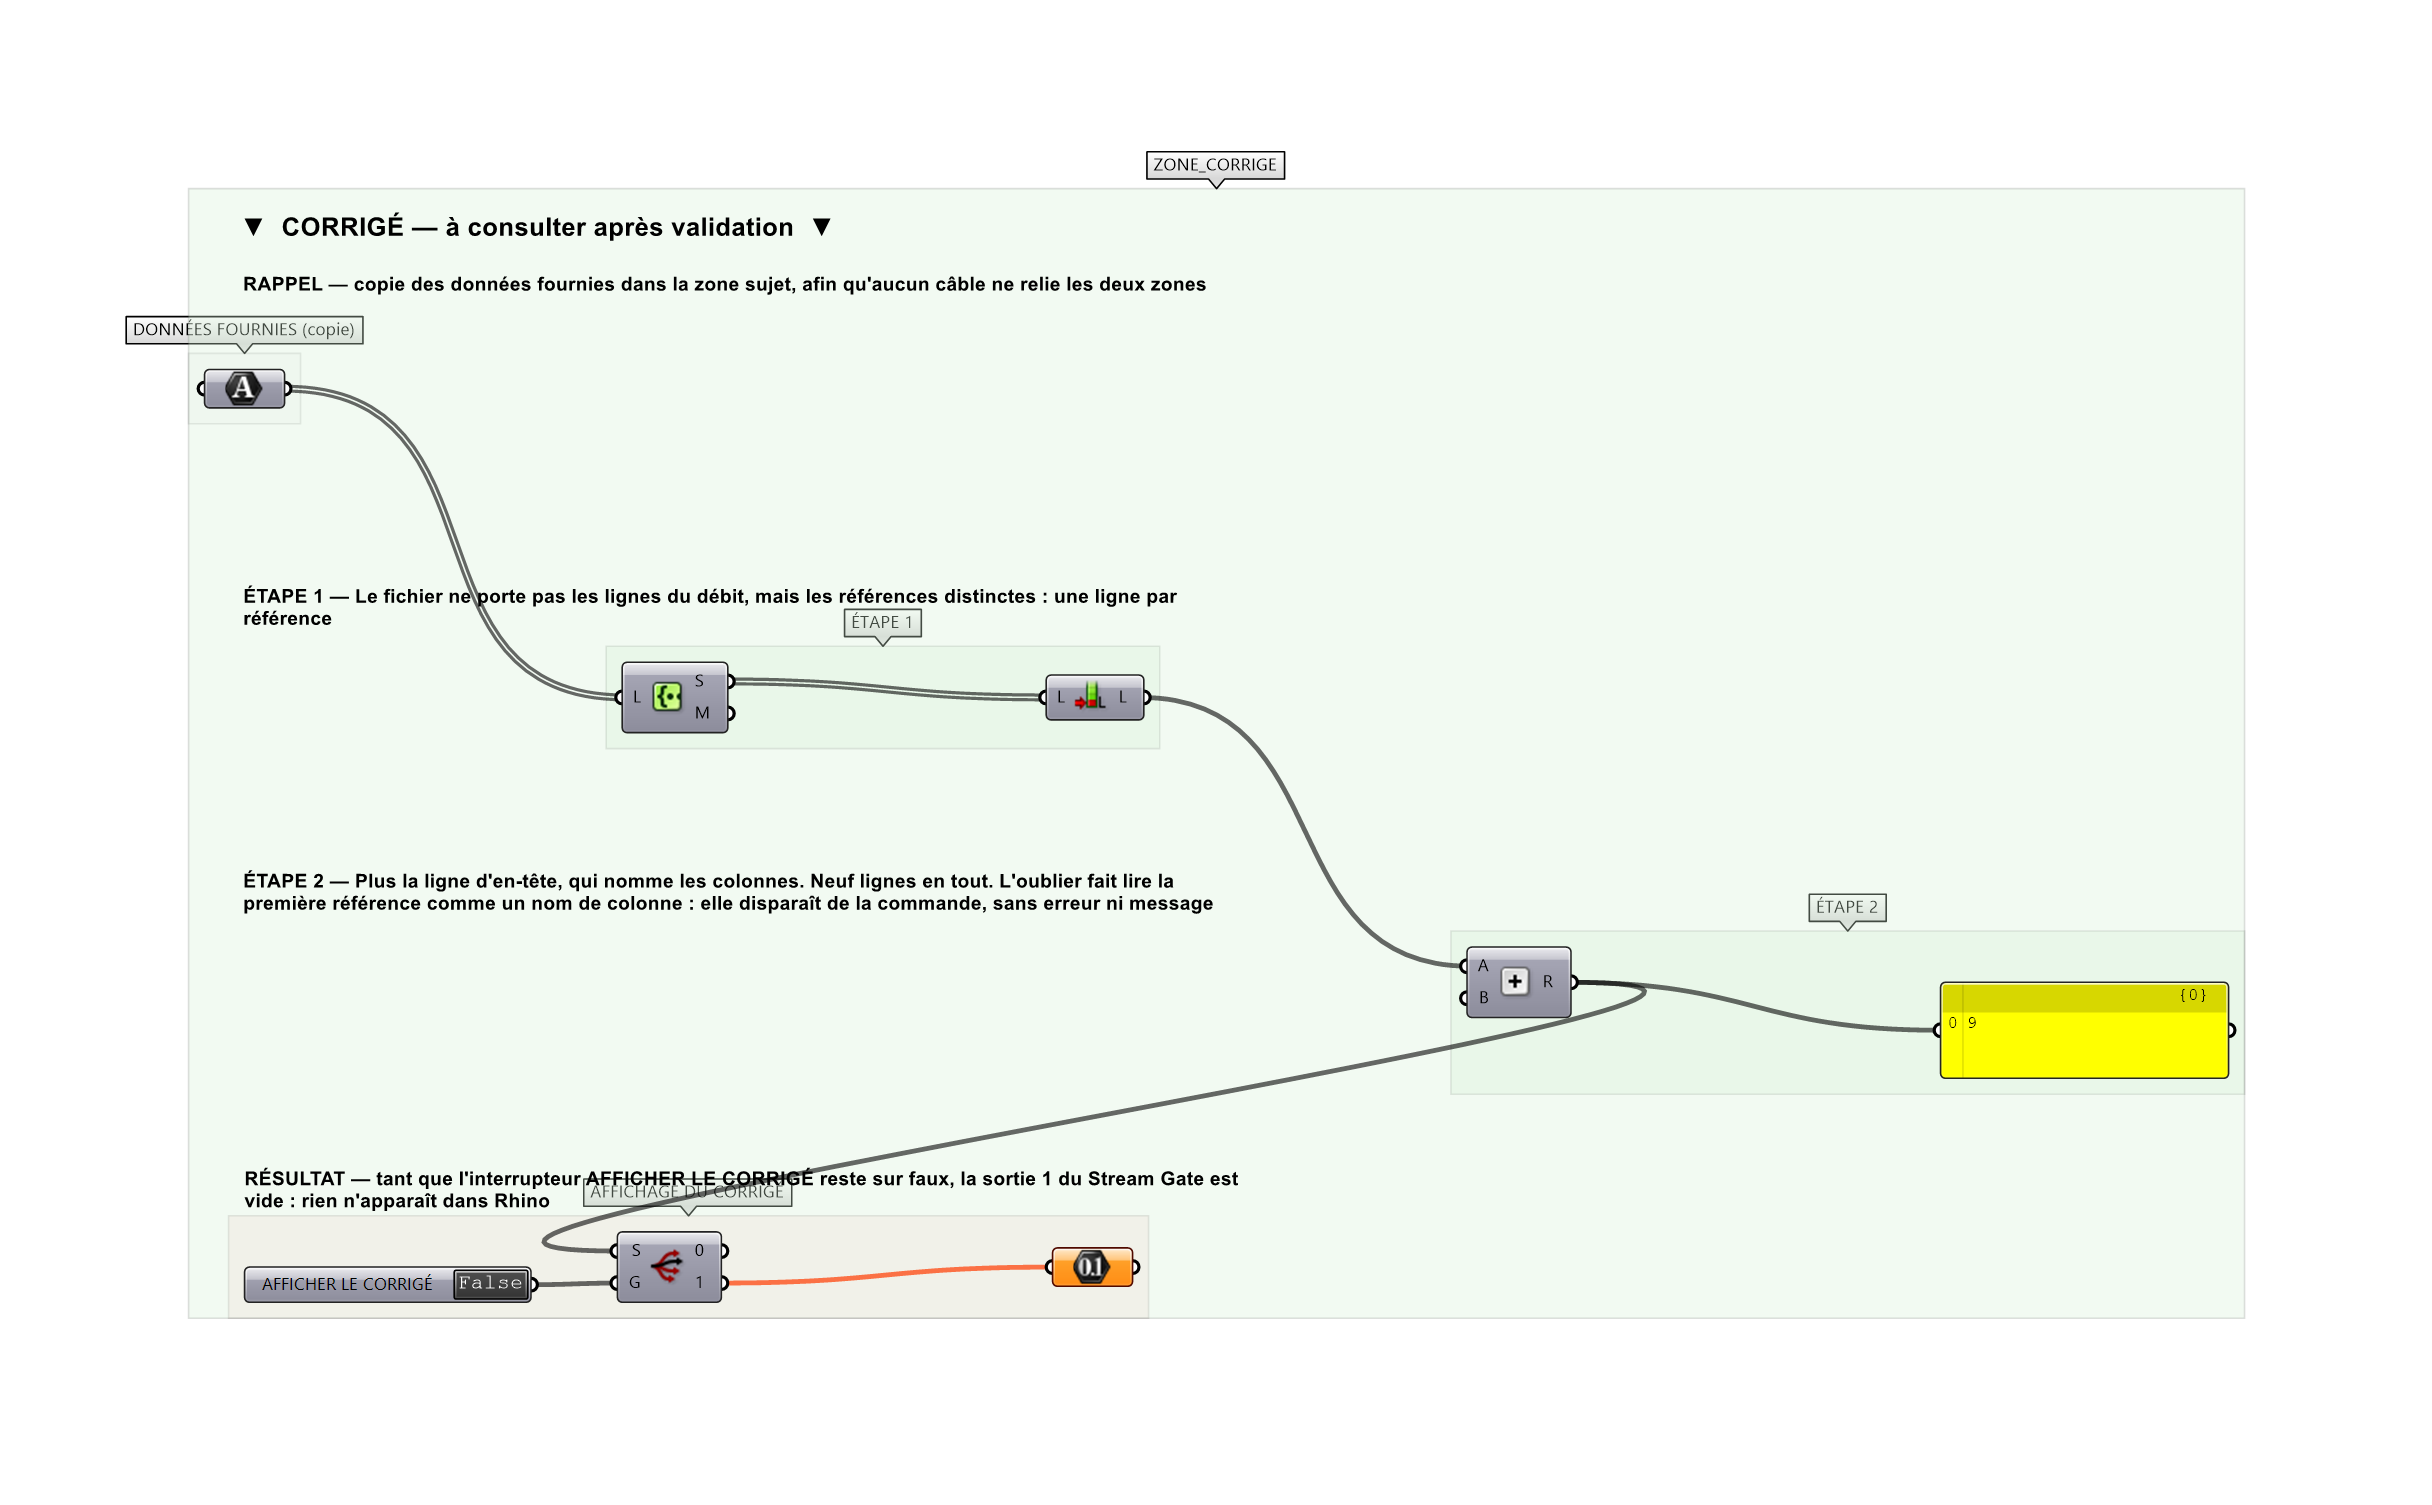 ZONE_CORRIGE
▼ CORRIGÉ — à consulter après validation ▼
RAPPEL — copie des données fournies dans la zone sujet, afin qu'aucun câble ne relie les deux zones
DONNÉES FOURNIES (copie)
A
ÉTAPE 1 — Le fichier ne porte pas les lignes du débit, mais les références distinctes : une ligne par
référence
ÉTAPE 1
L S
M
L L L
ÉTAPE 2 — Plus la ligne d'en-tête, qui nomme les colonnes. Neuf lignes en tout. L'oublier fait lire la
première référence comme un nom de colonne : elle disparaît de la commande, sans erreur ni message
ÉTAPE 2
A
B
R
{0}
0 9
RÉSULTAT — tant que l'interrupteur AFFICHER LE CORRIGÉ reste sur faux, la sortie 1 du Stream Gate est
vide : rien n'apparaît dans Rhino
AFFICHAGE DU CORRIGÉ
S 0
G 1
AFFICHER LE CORRIGÉ False
0.1